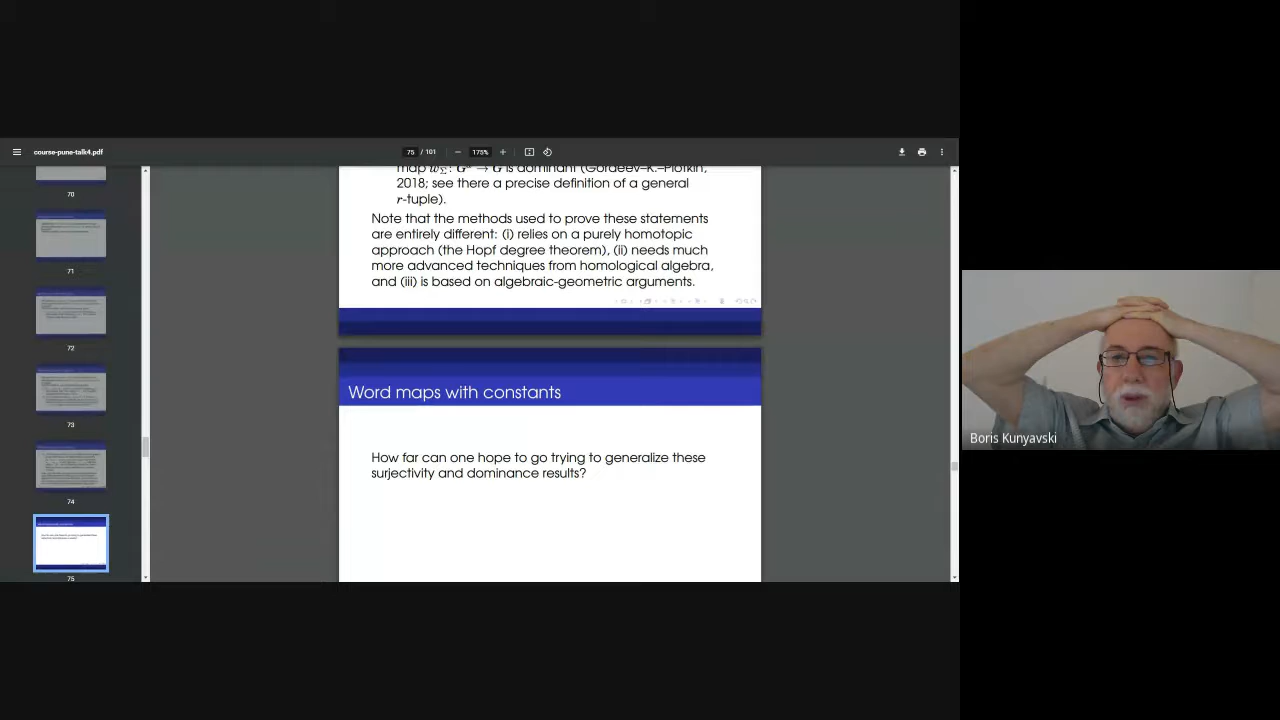 course-pune-talk4.pdf
75 / 101
175%
70
71
72
73
74
75
2018; see there a precise definition of a general
r-tuple).
Note that the methods used to prove these statements
are entirely different: (i) relies on a purely homotopic
approach (the Hopf degree theorem), (ii) needs much
more advanced techniques from homological algebra,
and (iii) is based on algebraic-geometric arguments.
Word maps with constants
How far can one hope to go trying to generalize these
surjectivity and dominance results?
Boris Kunyavski